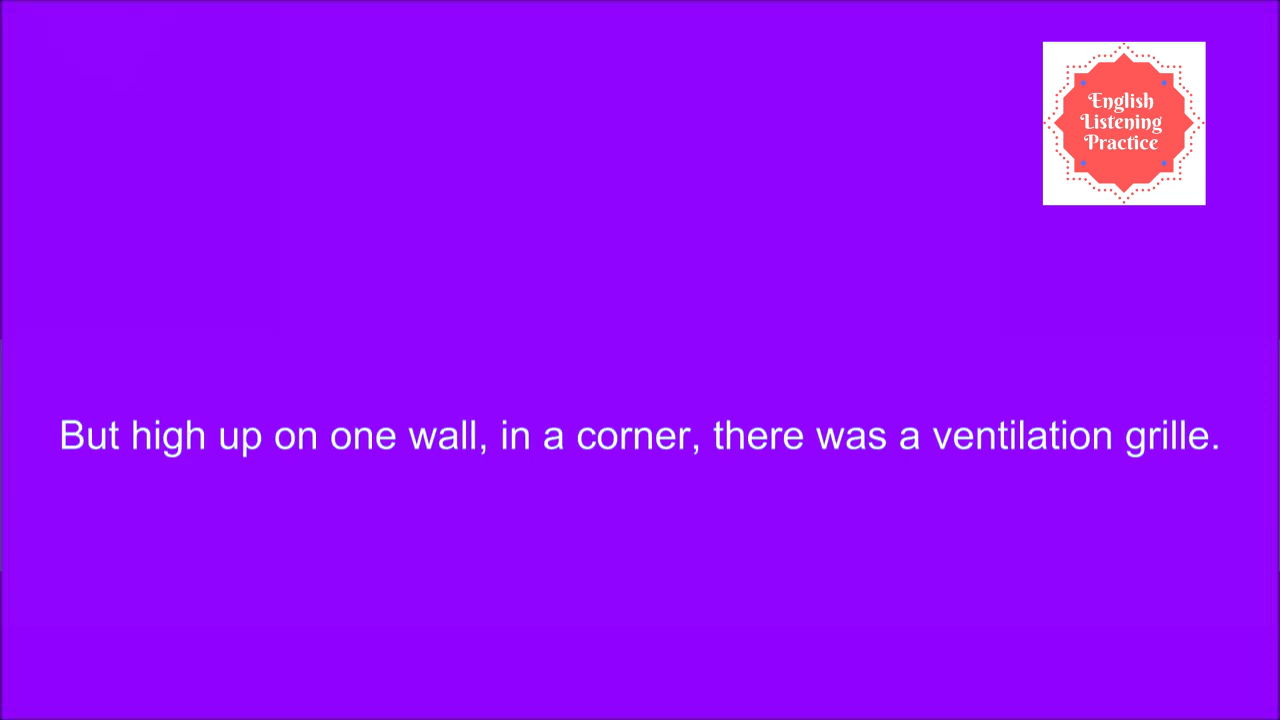 English
Listening
Practice
But high up on one wall, in a corner, there was a ventilation grille.